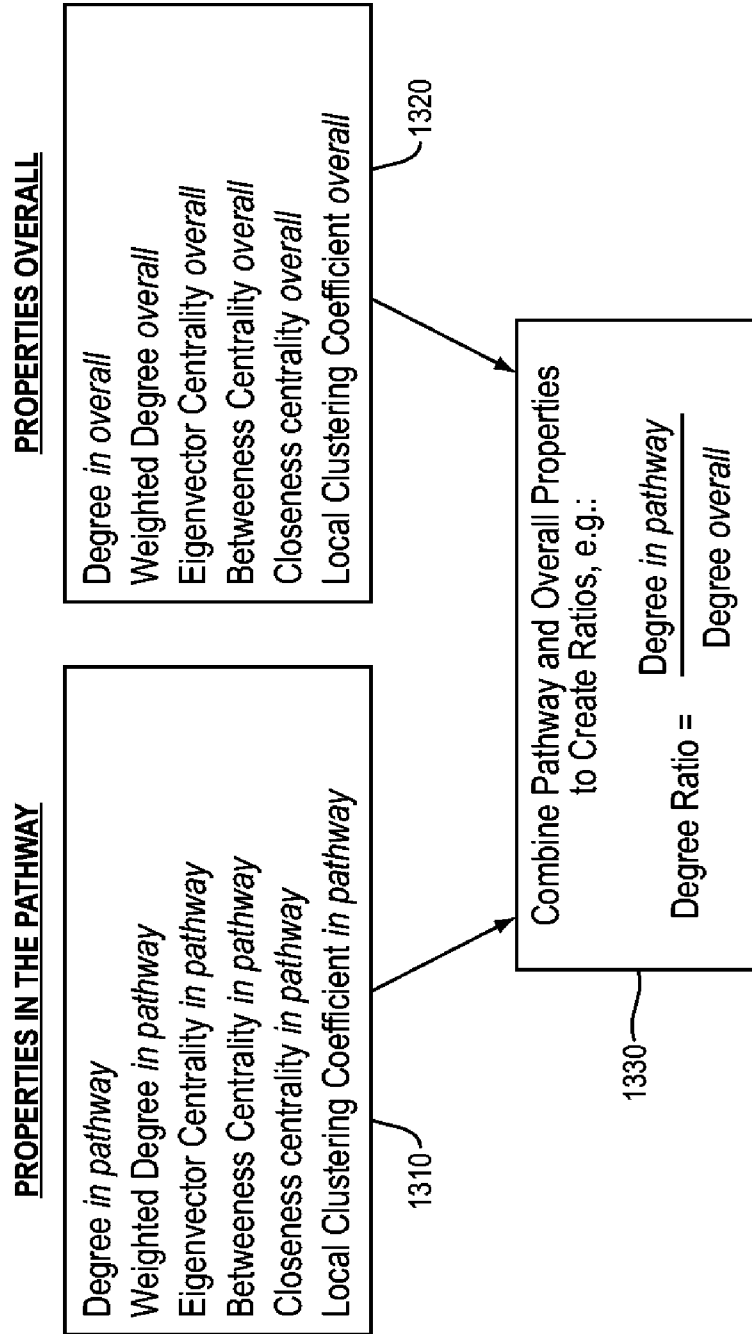 PROPERTIES IN THE PATHWAY
Degree in pathway
Weighted Degree in pathway
Eigenvector Centrality in pathway
Betweeness Centrality in pathway
Closeness centrality in pathway
Local Clustering Coefficient in pathway
1310
PROPERTIES OVERALL
Degree in overall
Weighted Degree overall
Eigenvector Centrality overall
Betweeness Centrality overall
Closeness centrality overall
Local Clustering Coefficient overall
1320
Combine Pathway and Overall Properties
to Create Ratios, e.g.:
Degree Ratio = Degree in pathway
Degree overall
1330